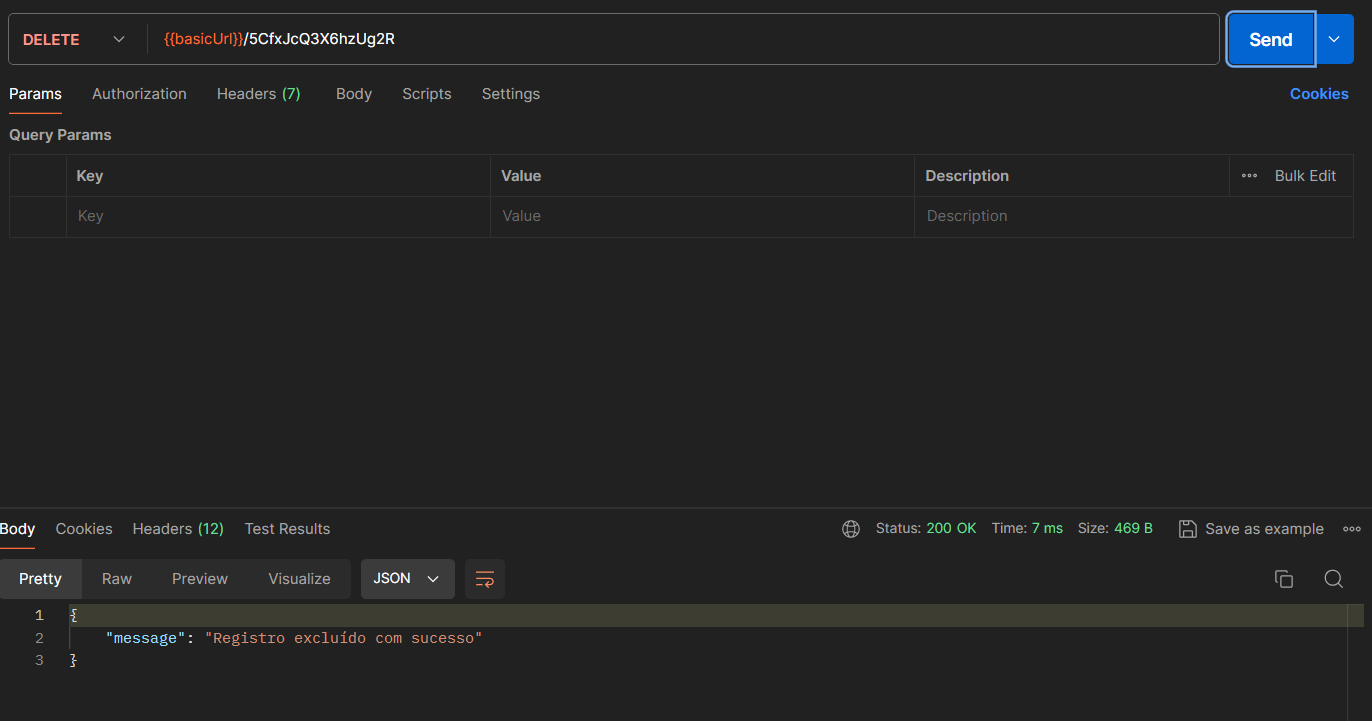 DELETE {{basicUrl}}/5CfxJcQ3X6hzUg2R Send
Params Authorization Headers (7) Body Scripts Settings Cookies
Query Params
Key Value Description Bulk Edit
Key Value Description
Body Cookies Headers (12) Test Results Status: 200 OK Time: 7 ms Size: 469 B Save as example
Pretty Raw Preview Visualize JSON
1 {
2 "message": "Registro excluído com sucesso"
3 }